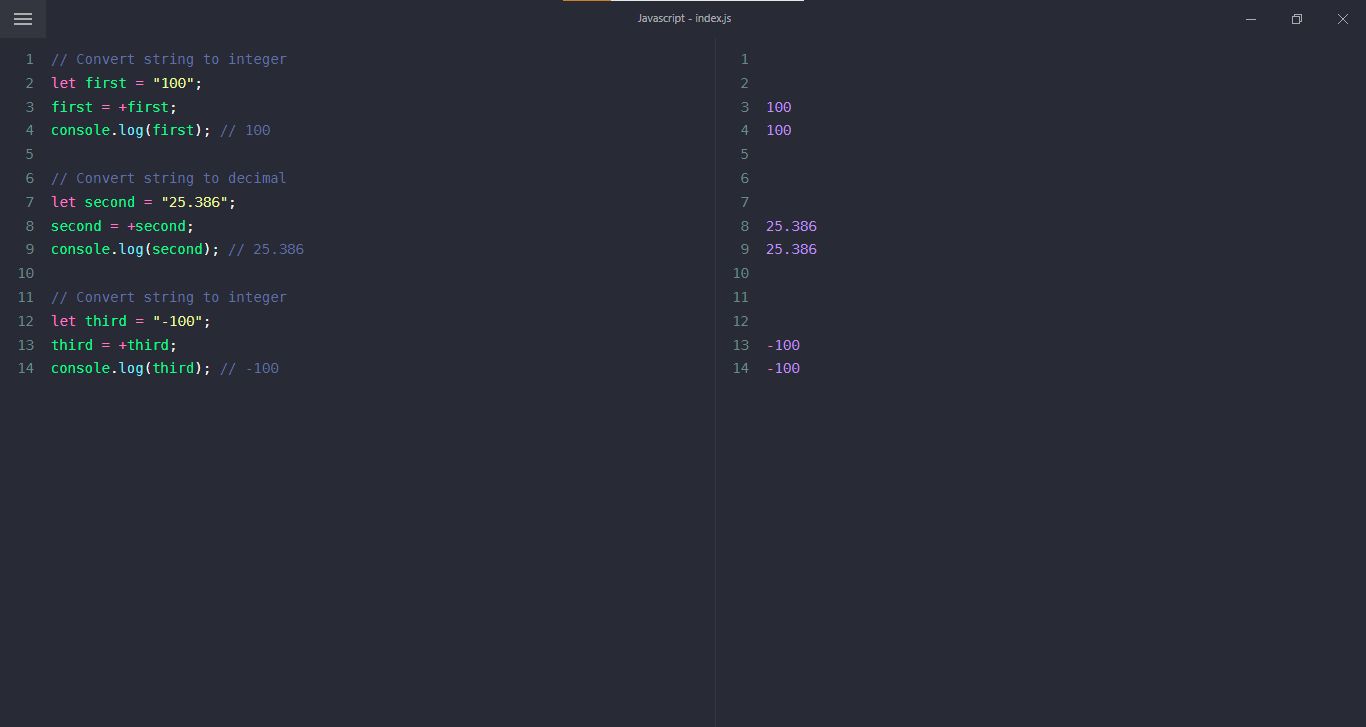 Javascript - index.js
1 // Convert string to integer
2 let first = "100";
3 first = +first;
4 console.log(first); // 100
5
6 // Convert string to decimal
7 let second = "25.386";
8 second = +second;
9 console.log(second); // 25.386
10
11 // Convert string to integer
12 let third = "-100";
13 third = +third;
14 console.log(third); // -100
1
2
3 100
4 100
5
6
7
8 25.386
9 25.386
10
11
12
13 -100
14 -100